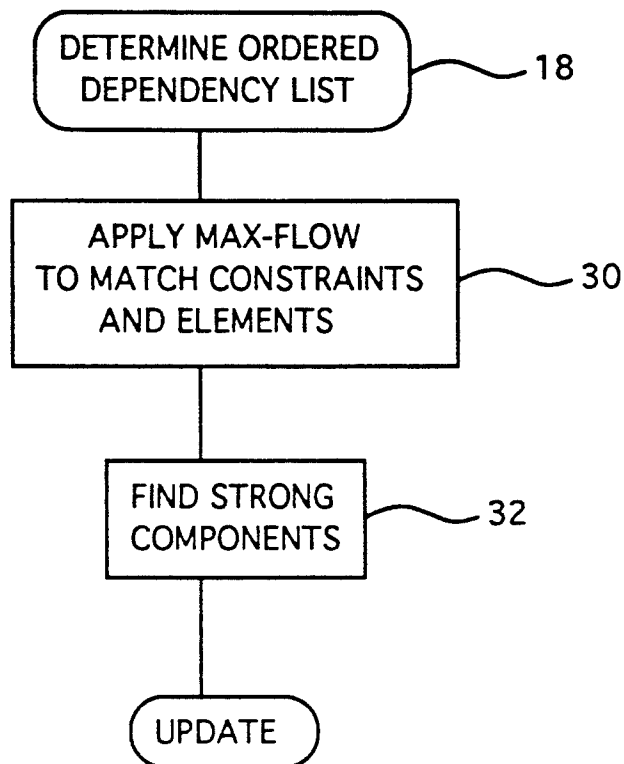 DETERMINE ORDERED
DEPENDENCY LIST
18
APPLY MAX-FLOW
TO MATCH CONSTRAINTS
AND ELEMENTS
30
FIND STRONG
COMPONENTS
32
UPDATE